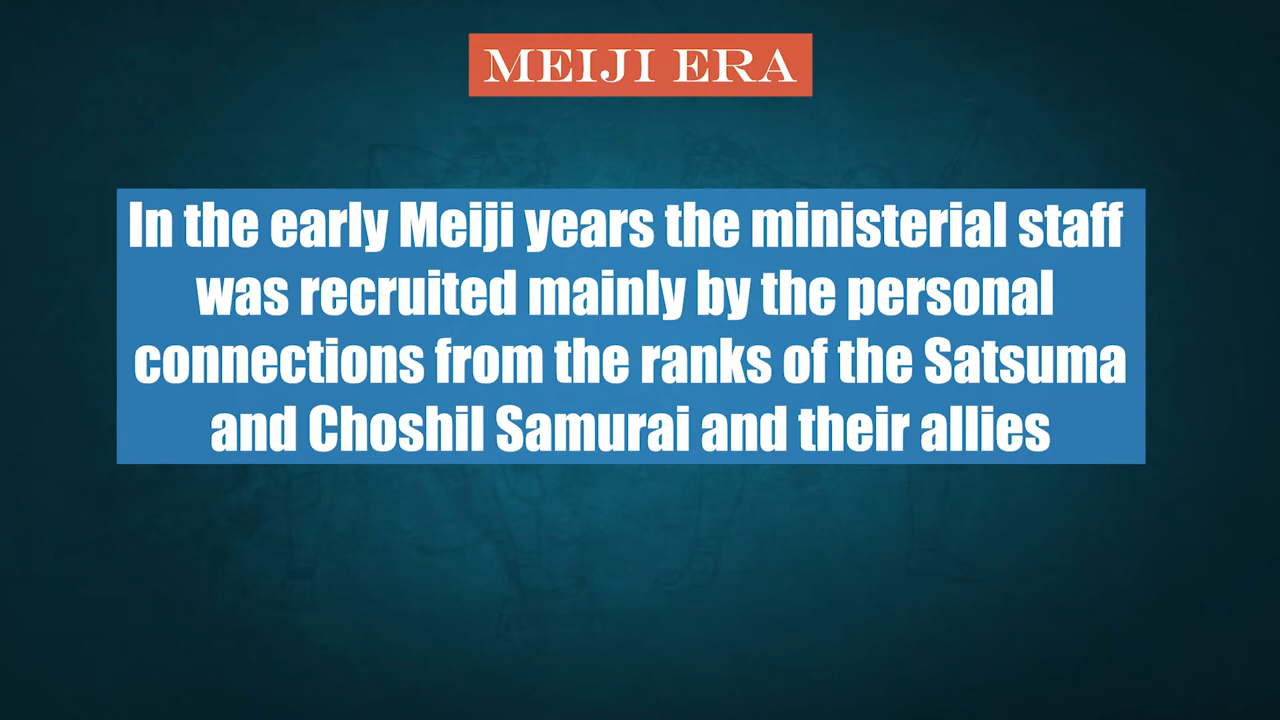 MEIJI ERA
In the early Meiji years the ministerial staff
was recruited mainly by the personal
connections from the ranks of the Satsuma
and Choshil Samurai and their allies